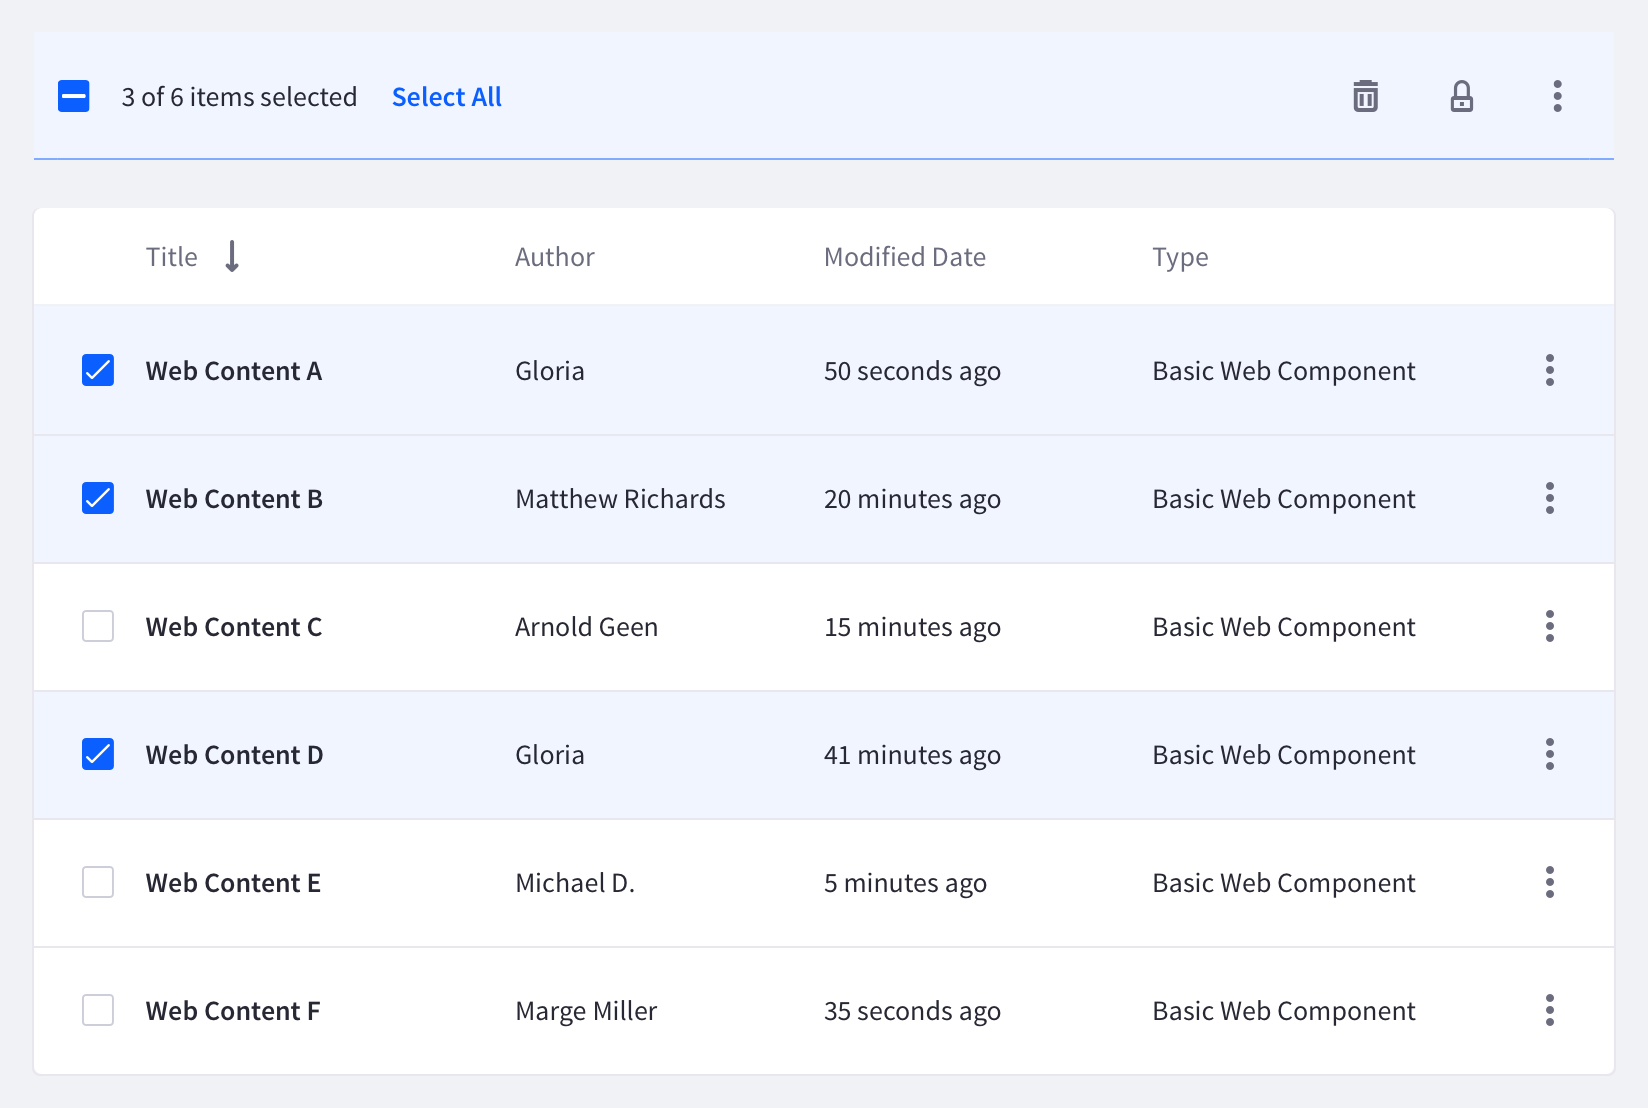 3 of 6 items selected Select All
Title Author Modified Date Type
Web Content A Gloria 50 seconds ago Basic Web Component
Web Content B Matthew Richards 20 minutes ago Basic Web Component
Web Content C Arnold Geen 15 minutes ago Basic Web Component
Web Content D Gloria 41 minutes ago Basic Web Component
Web Content E Michael D. 5 minutes ago Basic Web Component
Web Content F Marge Miller 35 seconds ago Basic Web Component